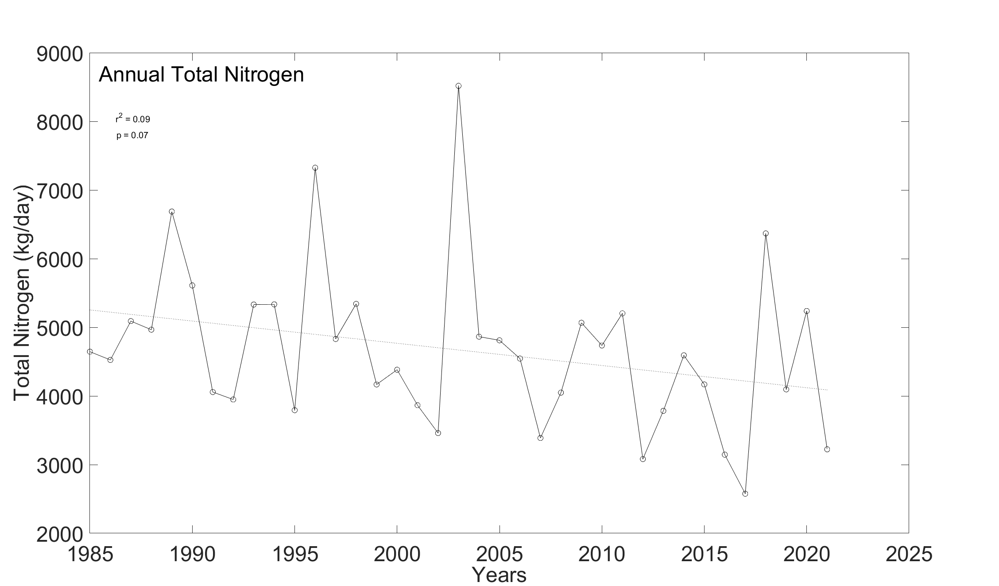 Annual Total Nitrogen
r² = 0.09
p = 0.07
Total Nitrogen (kg/day)
9000
8000
7000
6000
5000
4000
3000
2000
1985 1990 1995 2000 2005 2010 2015 2020 2025
Years